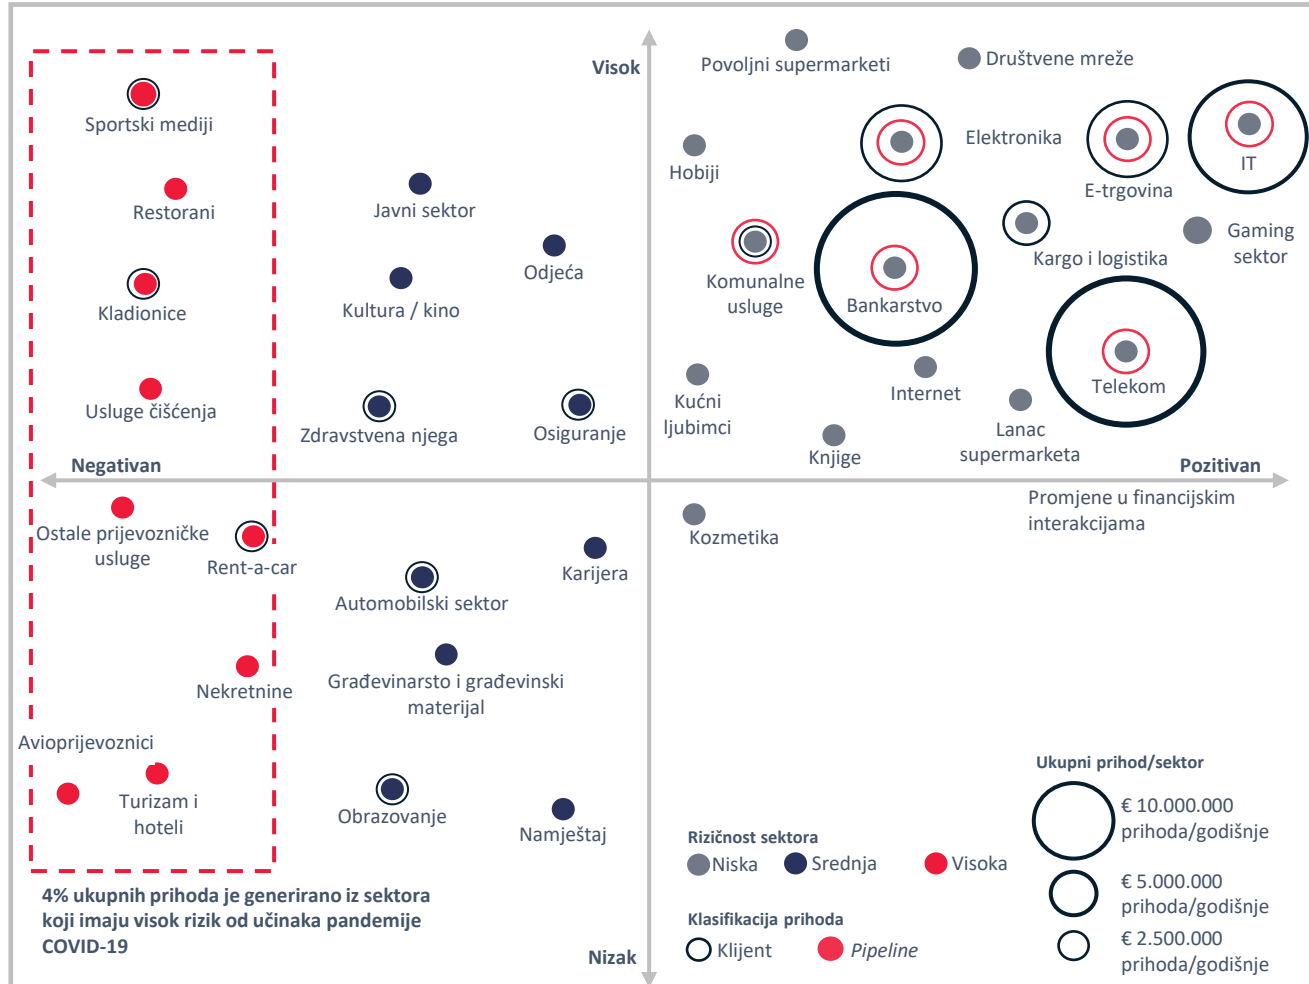 Visok
Povoljni supermarketi
Društvene mreže
Sportski mediji
Elektronika
IT
Hobiji
E-trgovina
Restorani
Javni sektor
Gaming
sektor
Odjeća
Kargo i logistika
Komunalne
usluge
Kladionice
Kultura / kino
Bankarstvo
Telekom
Internet
Usluge čišćenja
Kućni
ljubimci
Zdravstvena njega
Osiguranje
Lanac
supermarketa
Knjige
Negativan
Pozitivan
Promjene u financijskim
interakcijama
Ostale prijevozničke
usluge
Kozmetika
Rent-a-car
Karijera
Automobilski sektor
Nekretnine
Građevinarsto i građevinski
materijal
Avioprijevoznici
Turizam i
hoteli
Obrazovanje
Namještaj
Ukupni prihod/sektor
€ 10.000.000
prihoda/godišnje
€ 5.000.000
prihoda/godišnje
€ 2.500.000
prihoda/godišnje
Rizičnost sektora
Niska Srednja Visoka
Klasifikacija prihoda
Klijent Pipeline
4% ukupnih prihoda je generirano iz sektora
koji imaju visok rizik od učinaka pandemije
COVID-19
Nizak